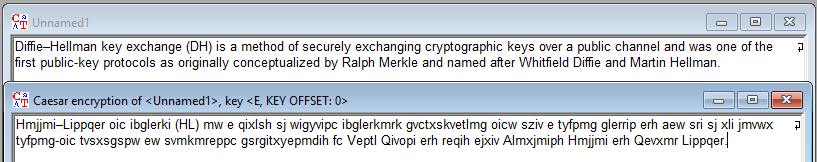 Unnamed1
Diffie–Hellman key exchange (DH) is a method of securely exchanging cryptographic keys over a public channel and was one of the
first public-key protocols as originally conceptualized by Ralph Merkle and named after Whitfield Diffie and Martin Hellman.
Caesar encryption of <Unnamed1>, key <E, KEY OFFSET: 0>
Hmjjmi–Lippqer oic ibglerki (HL) mw e qixlsh sj wigyvipc ibglerkmrk gvctxskvetlmg oicw sziv e tyfpmg glerrip erh aew sri sj xli jmvwx
tyfpmg-oic tvsxsgspw ew svmkmreppc gsrgitxyepmdih fc Veptl Qivopi erh reqih ejxiv Almxjmiph Hmjjmi erh Qevxmr Lippqer.